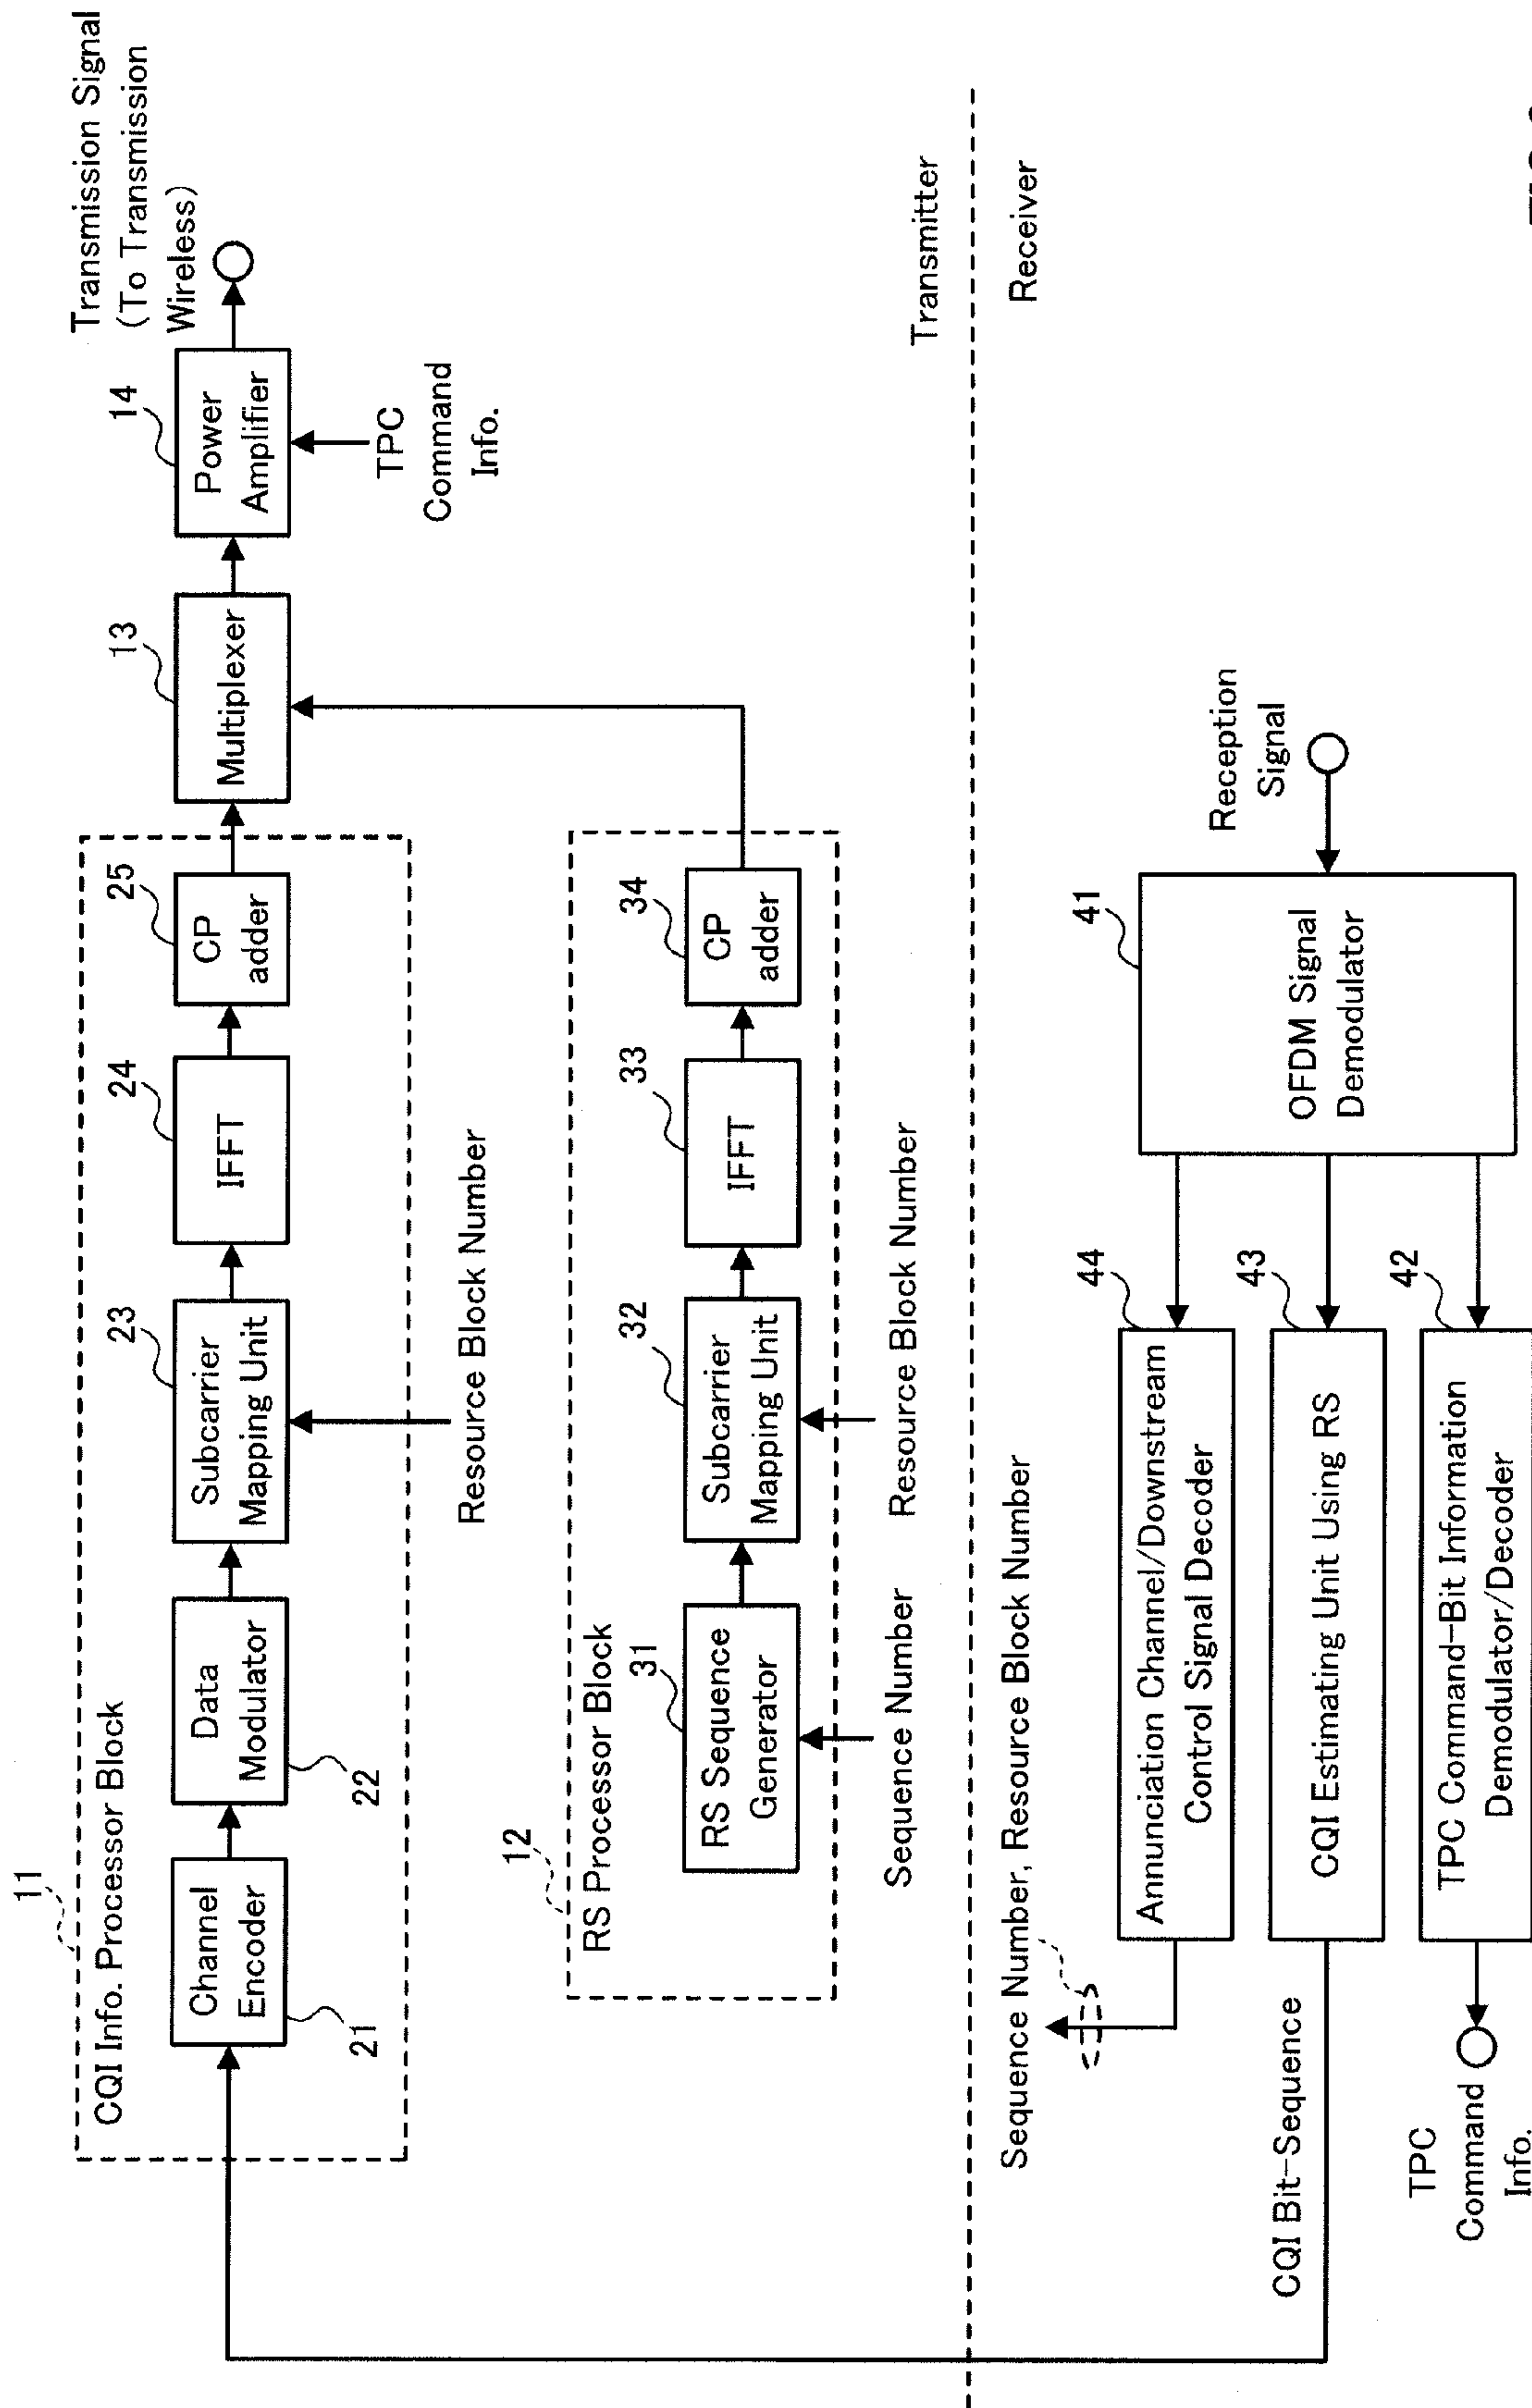 11
CQI Info. Processor Block
Channel
Encoder
21
Data
Modulator
22
Subcarrier
Mapping Unit
23
Resource Block Number
IFFT
24
CP
adder
25
Multiplexer
13
Power
Amplifier
14
TPC
Command
Info.
Transmission Signal
(To Transmission
Wireless)
12
RS Processor Block
RS Sequence
Generator
31
Sequence Number
Subcarrier
Mapping Unit
32
Resource Block Number
IFFT
33
CP
adder
34
Transmitter
Receiver
Sequence Number, Resource Block Number
Annunciation Channel/Downstream
Control Signal Decoder
44
CQI Bit-Sequence
CQI Estimating Unit Using RS
43
TPC
Command
Info.
TPC Command-Bit Information
Demodulator/Decoder
42
OFDM Signal
Demodulator
41
Reception
Signal